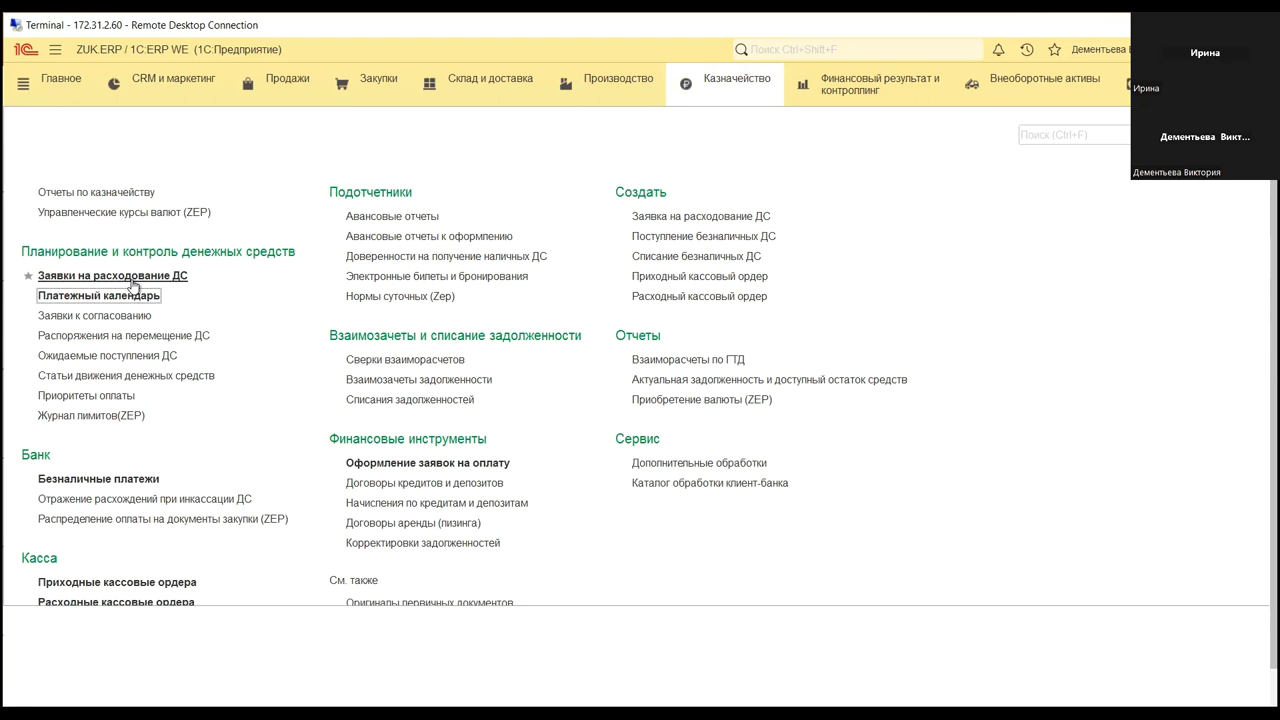 Terminal - 172.31.2.60 - Remote Desktop Connection
ZUK.ERP / 1C:ERP WE (1С:Предприятие)
Поиск Ctrl+Shift+F
Дементьева В
Главное
CRM и маркетинг
Продажи
Закупки
Склад и доставка
Производство
Казначейство
Финансовый результат и контроллинг
Внеоборотные активы
Ирина
Ирина
Дементьева Викт...
Дементьева Виктория
Поиск (Ctrl+F)
Отчеты по казначейству
Управленческие курсы валют (ZEP)
Планирование и контроль денежных средств
Заявки на расходование ДС
Платежный календарь
Заявки к согласованию
Распоряжения на перемещение ДС
Ожидаемые поступления ДС
Статьи движения денежных средств
Приоритеты оплаты
Журнал лимитов(ZEP)
Банк
Безналичные платежи
Отражение расхождений при инкассации ДС
Распределение оплаты на документы закупки (ZEP)
Касса
Приходные кассовые ордера
Расходные кассовые ордера
Подотчетники
Авансовые отчеты
Авансовые отчеты к оформлению
Доверенности на получение наличных ДС
Электронные билеты и бронирования
Нормы суточных (Zep)
Взаимозачеты и списание задолженности
Сверки взаиморасчетов
Взаимозачеты задолженности
Списания задолженностей
Финансовые инструменты
Оформление заявок на оплату
Договоры кредитов и депозитов
Начисления по кредитам и депозитам
Договоры аренды (лизинга)
Корректировки задолженностей
См. также
Оригиналы первичных документов
Создать
Заявка на расходование ДС
Поступление безналичных ДС
Списание безналичных ДС
Приходный кассовый ордер
Расходный кассовый ордер
Отчеты
Взаиморасчеты по ГТД
Актуальная задолженность и доступный остаток средств
Приобретение валюты (ZEP)
Сервис
Дополнительные обработки
Каталог обработки клиент-банка